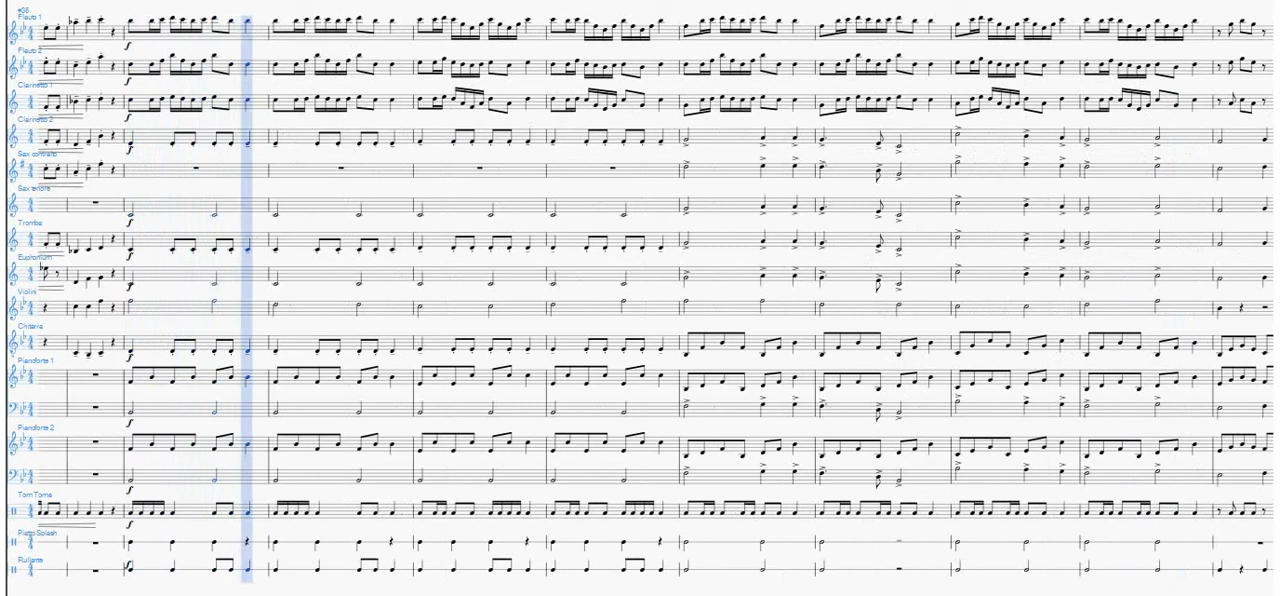 Flauto 1
Flauto 2
Clarinetto 1
Clarinetto 2
Sax contralto
Sax tenore
Tromba
Euphonium
Violini
Chitarra
Pianoforte 1
Pianoforte 2
Tom Toms
Piatto Splash
Rullante